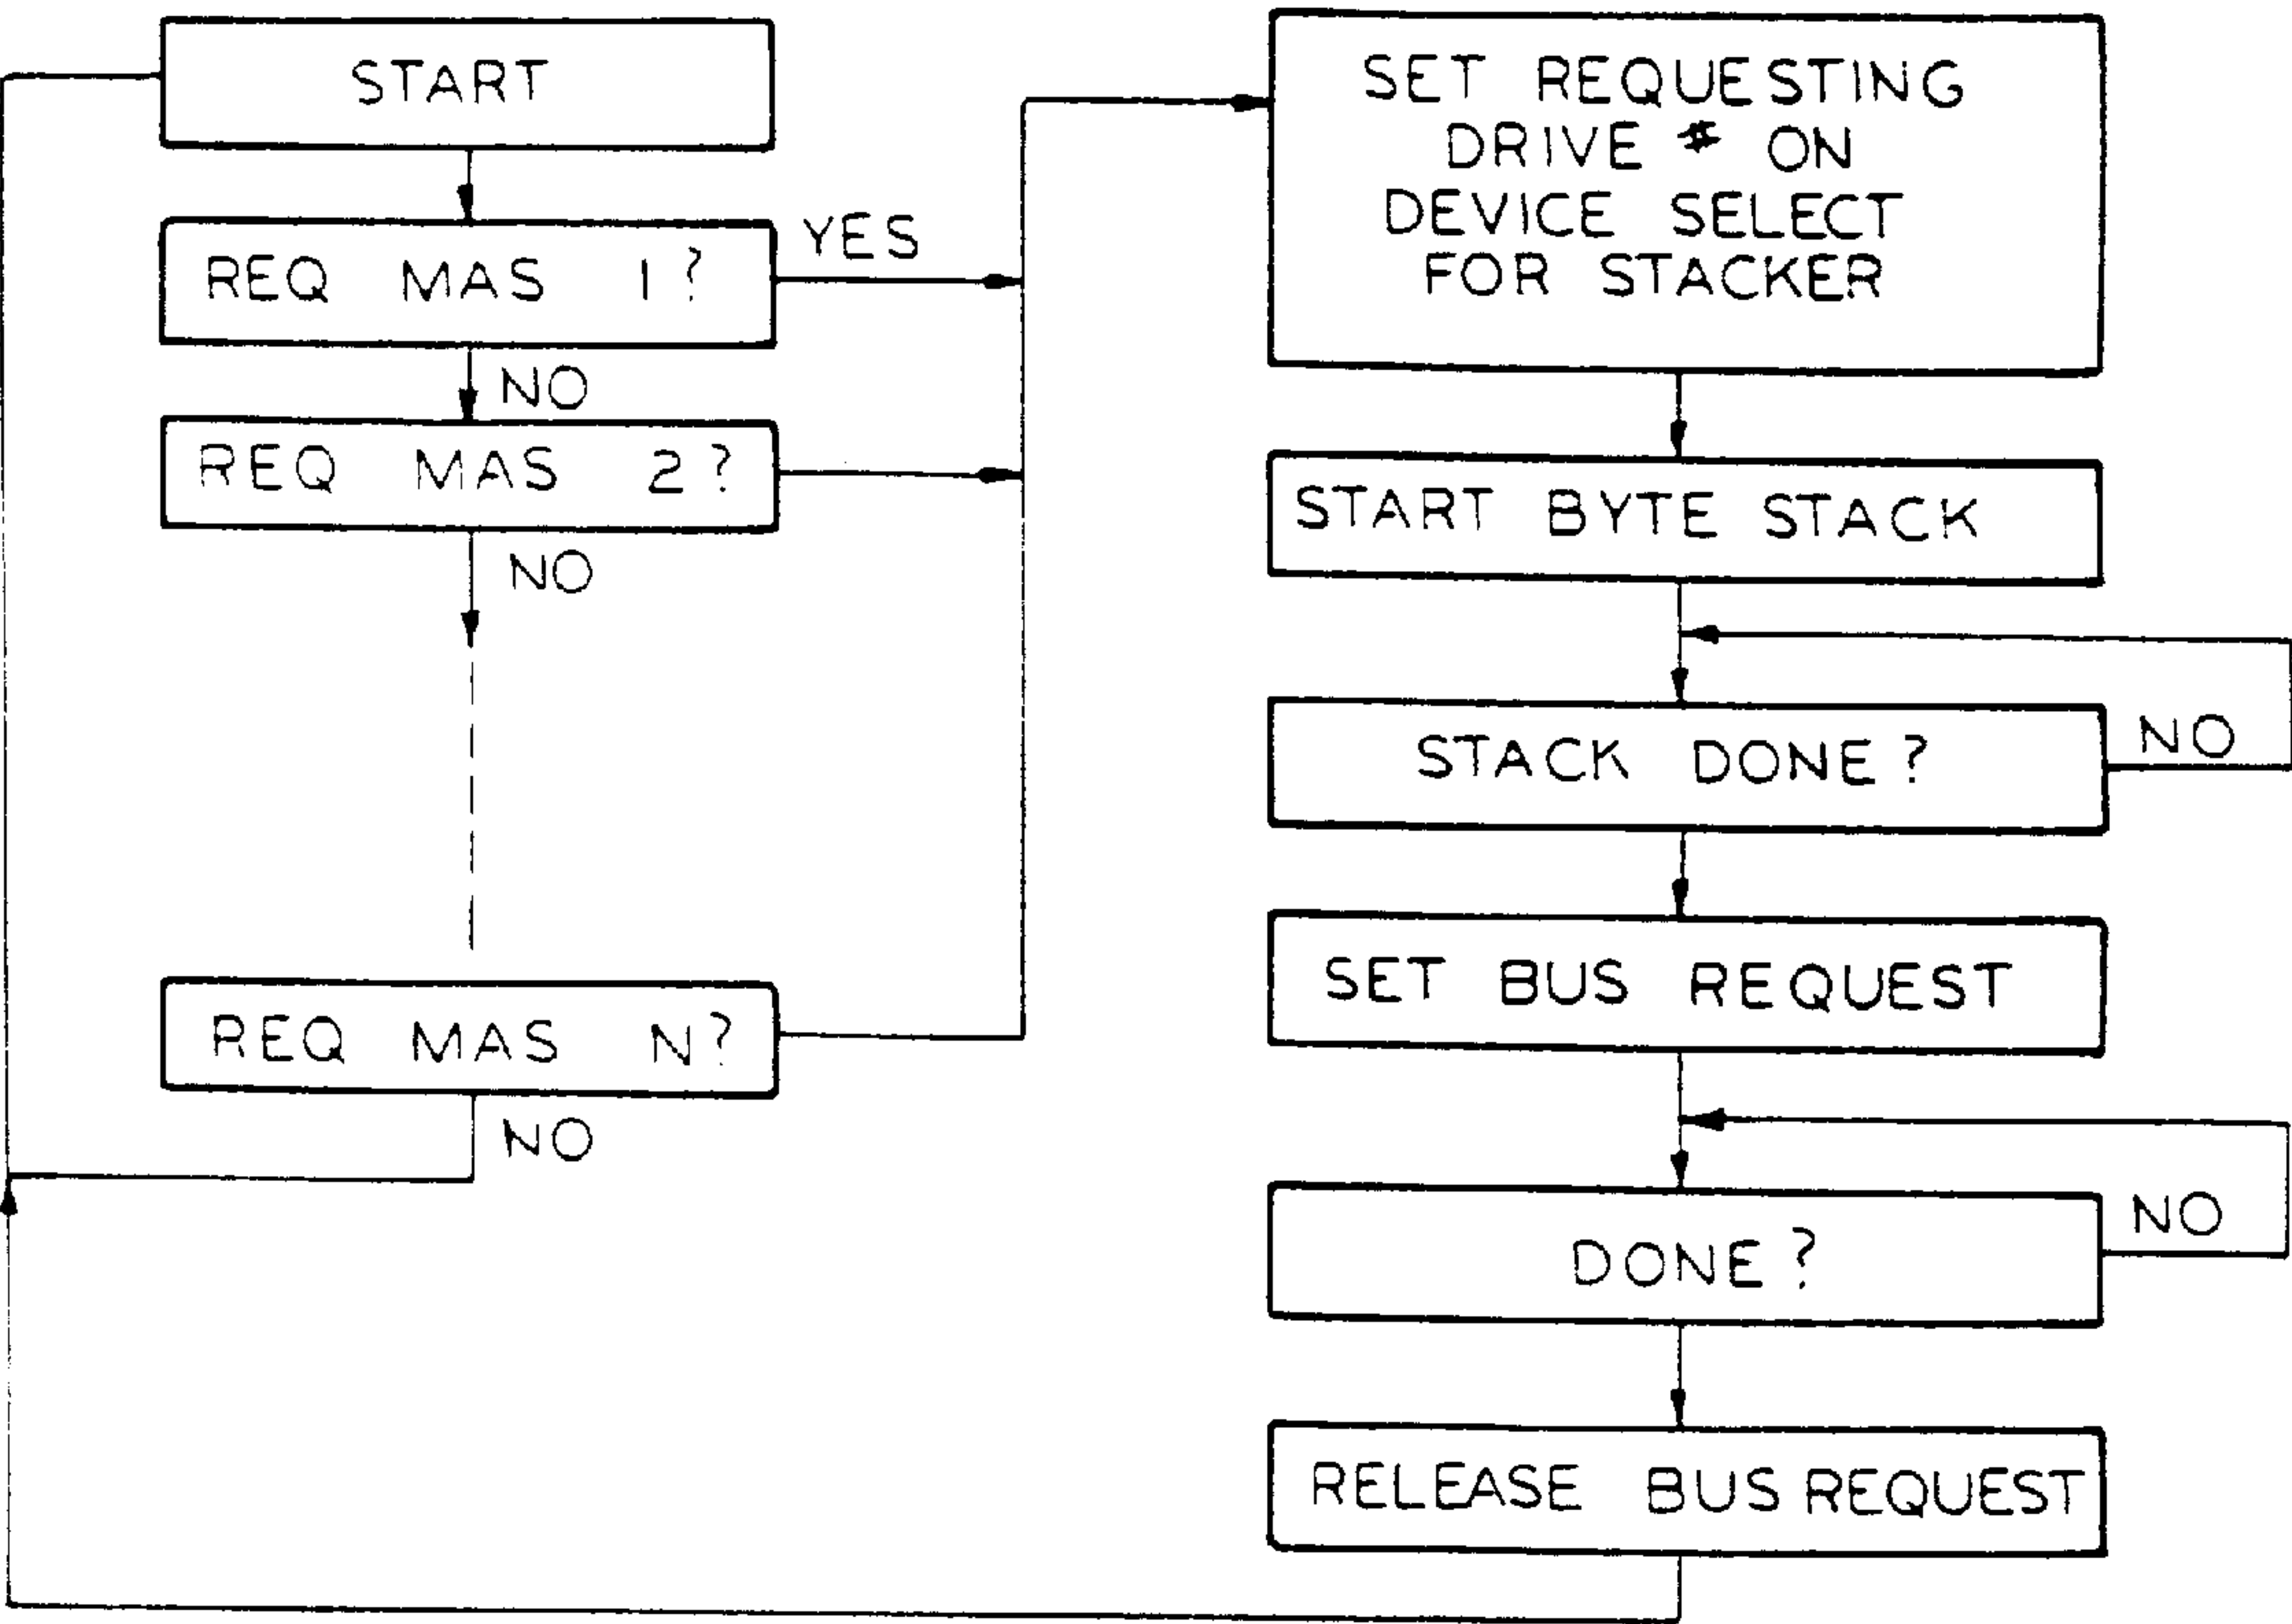 START
REQ MAS 1?
YES
NO
REQ MAS 2?
NO
REQ MAS N?
NO
SET REQUESTING
DRIVE # ON
DEVICE SELECT
FOR STACKER
START BYTE STACK
STACK DONE?
NO
SET BUS REQUEST
DONE?
NO
RELEASE BUS REQUEST